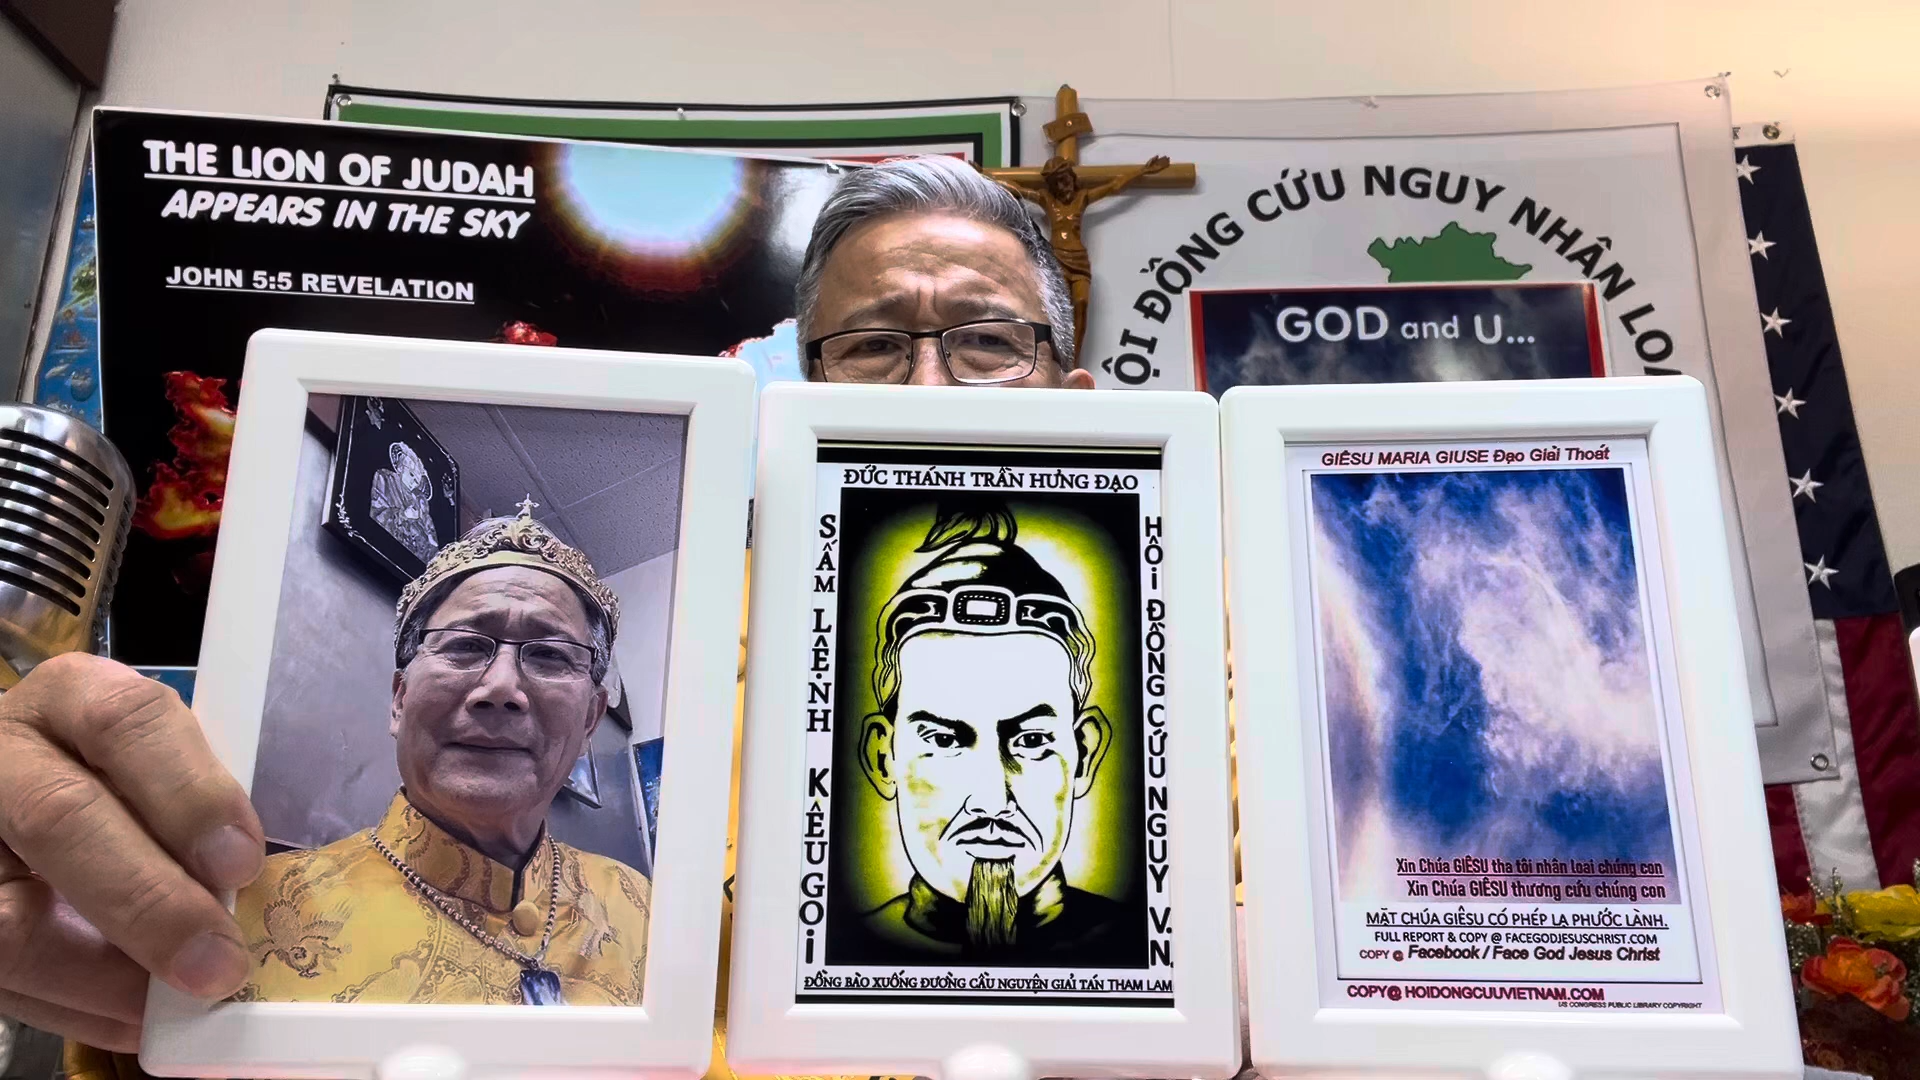 THE LION OF JUDAH
APPEARS IN THE SKY
JOHN 5:5 REVELATION
ĐỒNG CỨU NGUY NHÂN
GOD and U...
ĐỨC THÁNH TRẦN HƯNG ĐẠO
SẤM LỆNH KÊU GỌI
HỘI ĐỒNG CỨU NGUY V.N.
ĐỒNG BÀO XUỐNG ĐƯỜNG CẦU NGUYỆN GIẢI TÁN THAM LAM
GIÊSU MARIA GIUSE Đạo Giải Thoát
Xin Chúa GIÊSU tha tội nhân loại chúng con
Xin Chúa GIÊSU thương cứu chúng con
MẶT CHÚA GIÊSU CÓ PHÉP LẠ PHƯỚC LÀNH.
FULL REPORT & COPY @ FACEGODJESUSCHRIST.COM
COPY @ Facebook / Face God Jesus Christ
COPY@ HOIDONGCUUVIETNAM.COM
US CONGRESS PUBLIC LIBRARY COPYRIGHT